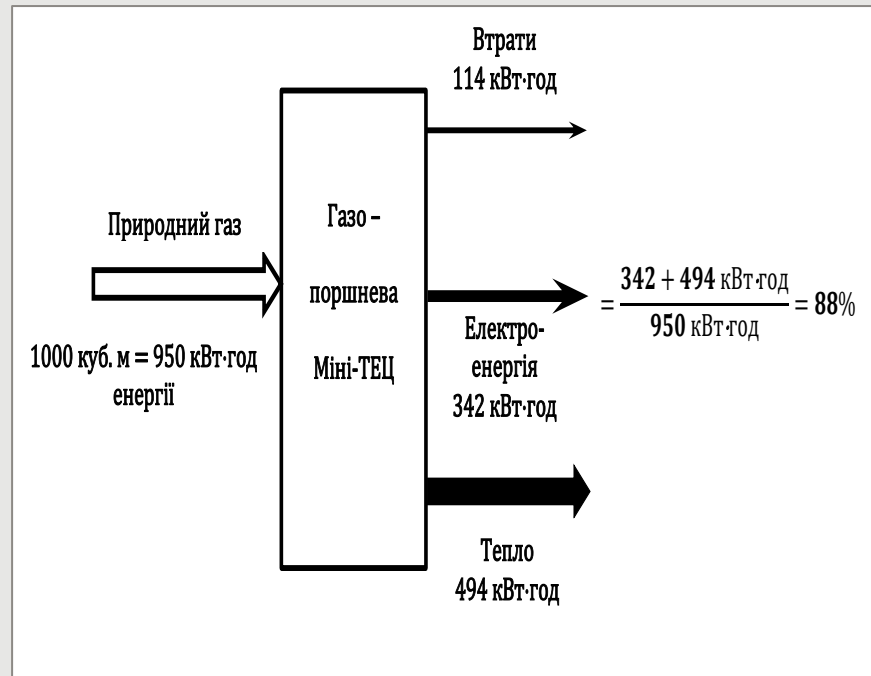 Втрати
114 кВт·год
Природний газ
1000 куб. м = 950 кВт·год
енергії
Газо –
поршнева
Міні-ТЕЦ
Електро-
енергія
342 кВт·год
= 342 + 494 кВт·год / 950 кВт·год = 88%
Тепло
494 кВт·год